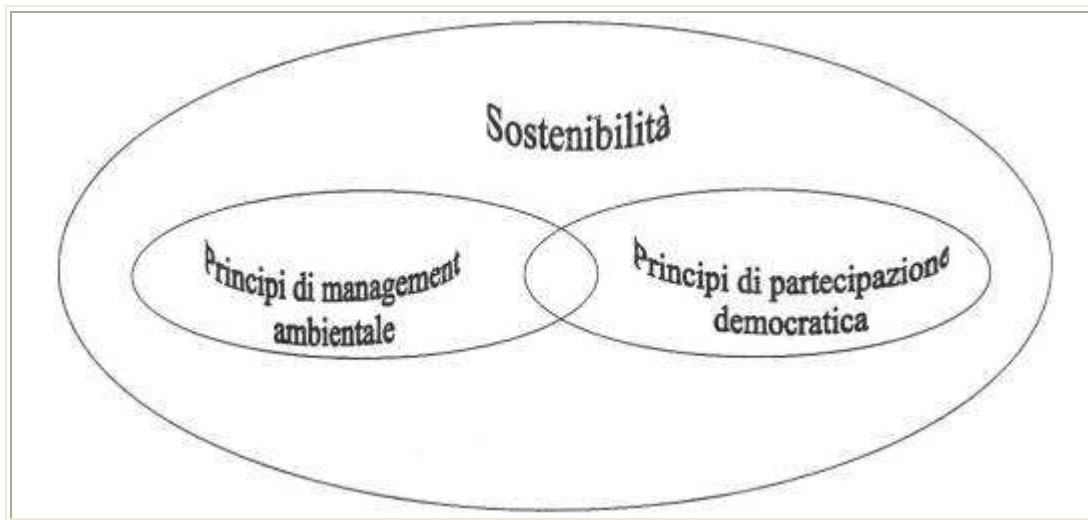 Sostenibilità
Principi di management
ambientale
Principi di partecipazione
democratica